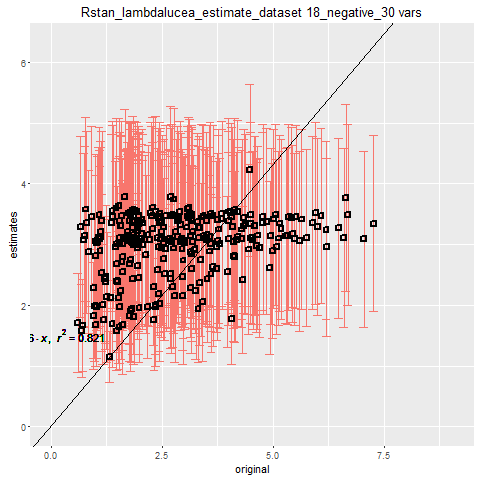 Rstan_lambdalucea_estimate_dataset 18_negative_30 vars
6
4
2
0
estimates
6 · x, r² = 0.821
0.0 2.5 5.0 7.5
original